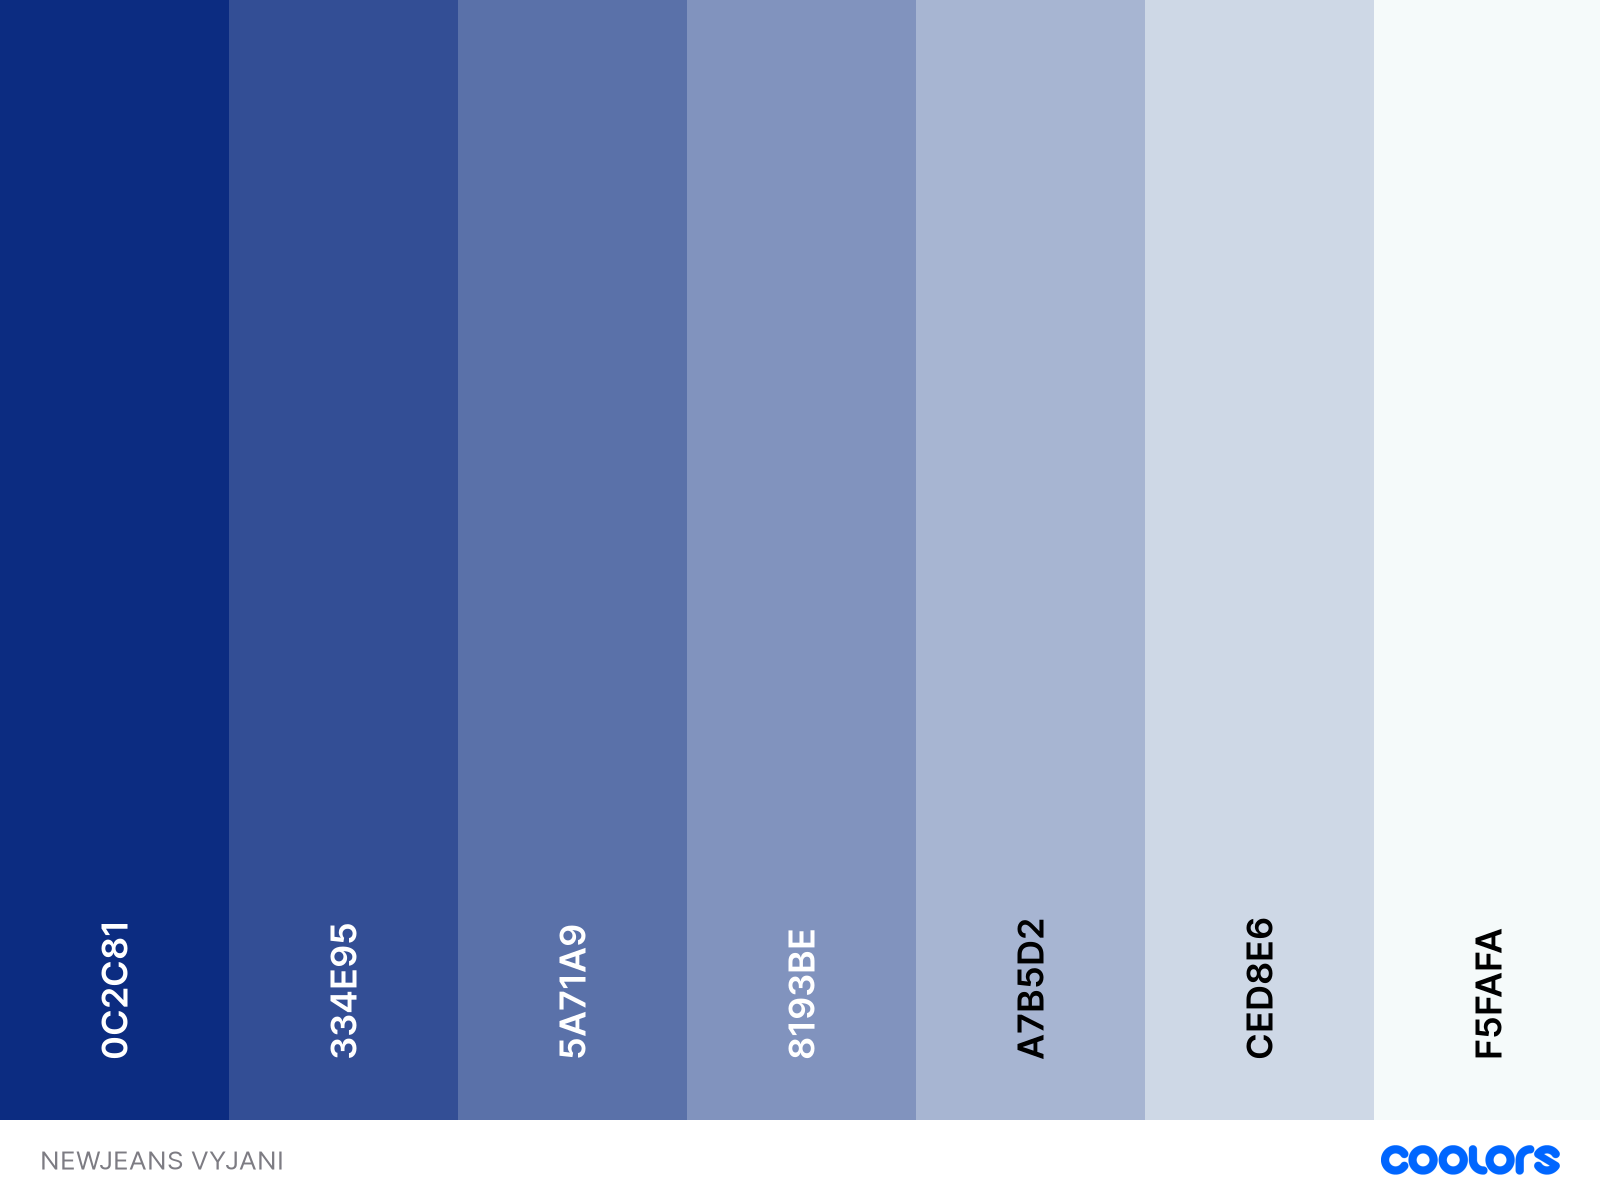 0C2C81
334E95
5A71A9
8193BE
A7B5D2
CED8E6
F5FAFA
NEWJEANS VYJANI
coolors